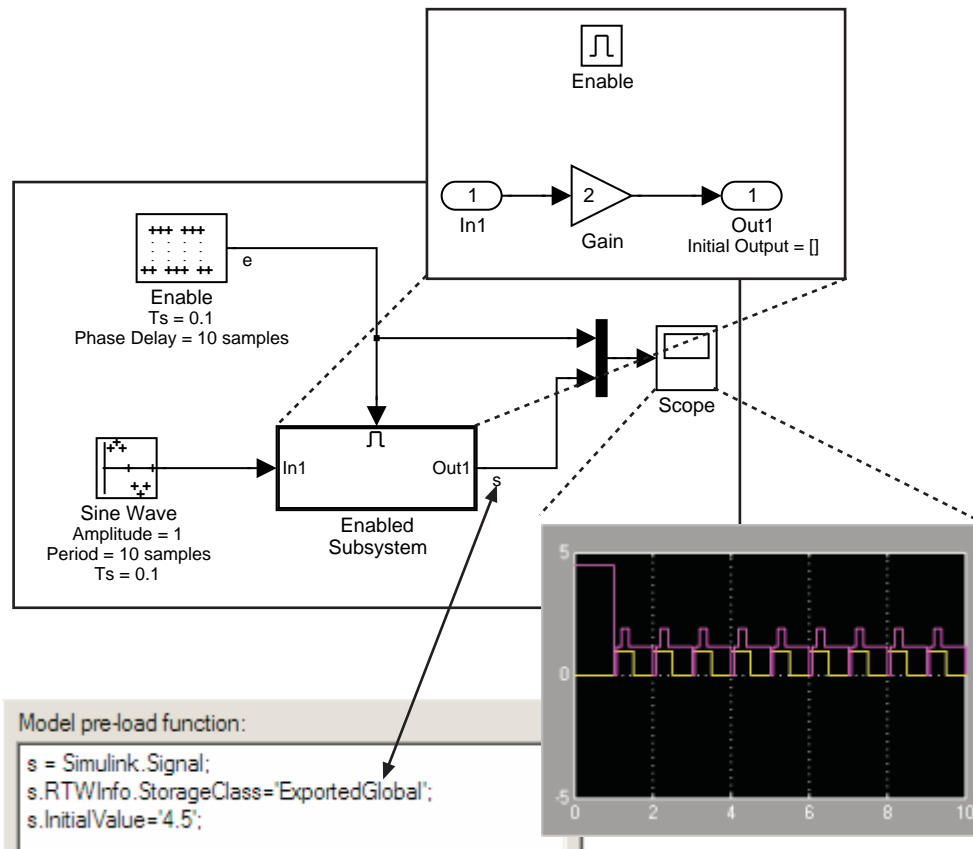 Enable
1
2
1
In1
Gain
Out1
Initial Output = []
e
Enable
Ts = 0.1
Phase Delay = 10 samples
Scope
In1
Out1
s
Sine Wave
Amplitude = 1
Period = 10 samples
Ts = 0.1
Enabled
Subsystem
5
0
-5
0
2
4
6
8
10
Model pre-load function:
s = Simulink.Signal;
s.RTWInfo.StorageClass='ExportedGlobal';
s.InitialValue='4.5';